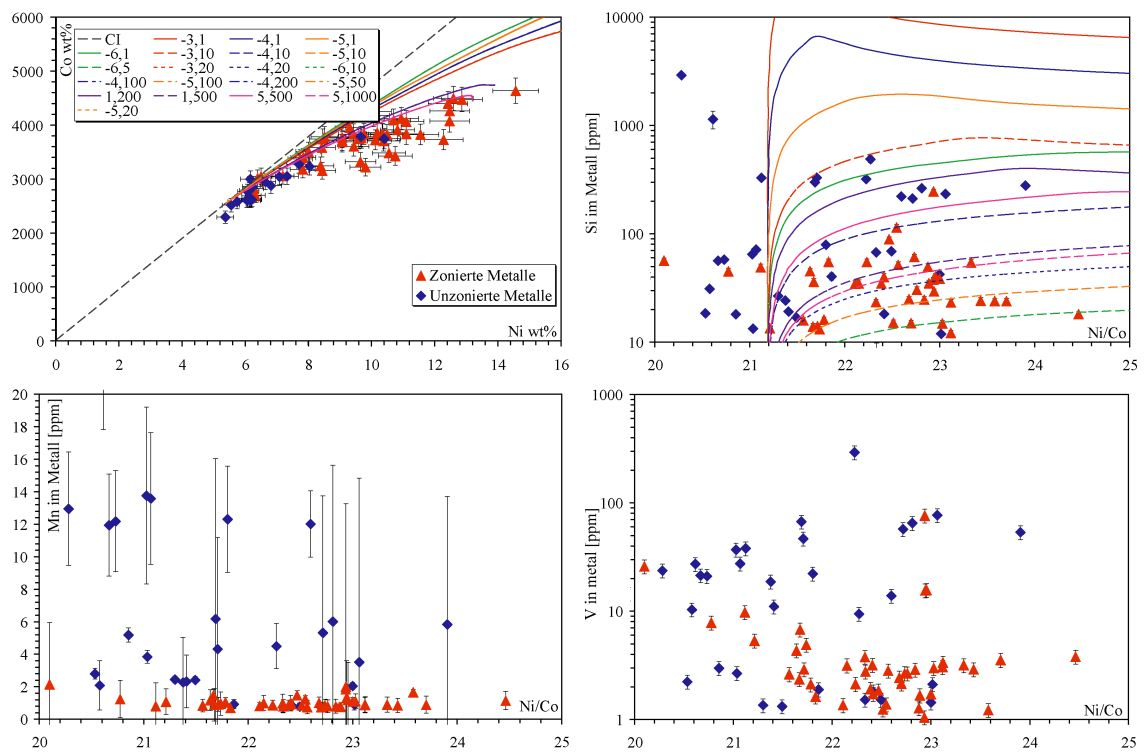 6000
5000
4000
3000
2000
1000
0
Co wt%
CI -3,1 -4,1 -5,1
-6,1 -3,10 -4,10 -5,10
-6,5 -3,20 -4,20 -6,10
-4,100 -5,100 -4,200 -5,50
1,200 1,500 5,500 5,1000
-5,20
Zonierte Metalle
Unzonierte Metalle
Ni wt%
0 2 4 6 8 10 12 14 16
10000
1000
100
10
Si im Metall [ppm]
Ni/Co
20 21 22 23 24 25
20
18
16
14
12
10
8
6
4
2
0
Mn im Metall [ppm]
Ni/Co
20 21 22 23 24 25
1000
100
10
1
V in metal [ppm]
Ni/Co
20 21 22 23 24 25